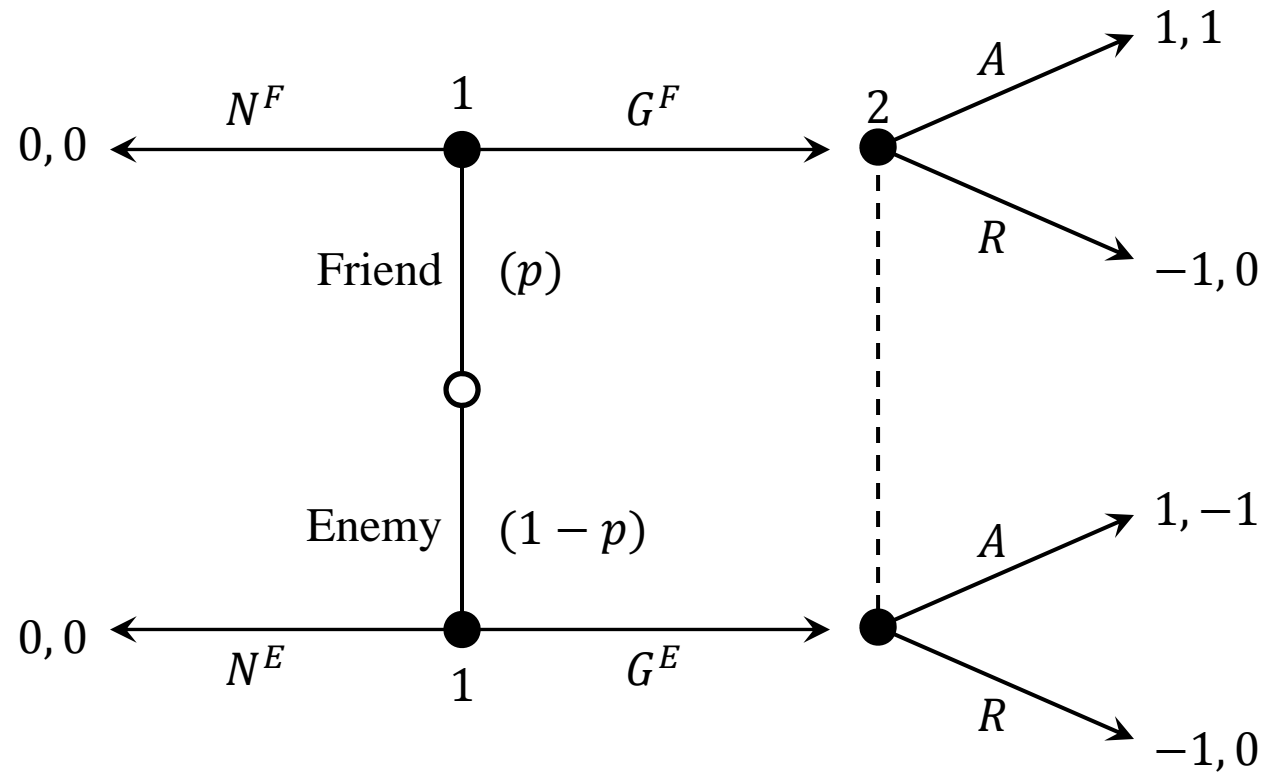 1, 1
A
N^F
1
G^F
2
0, 0
R
Friend
(p)
−1, 0
1, −1
Enemy
(1 − p)
A
0, 0
N^E
G^E
1
R
−1, 0